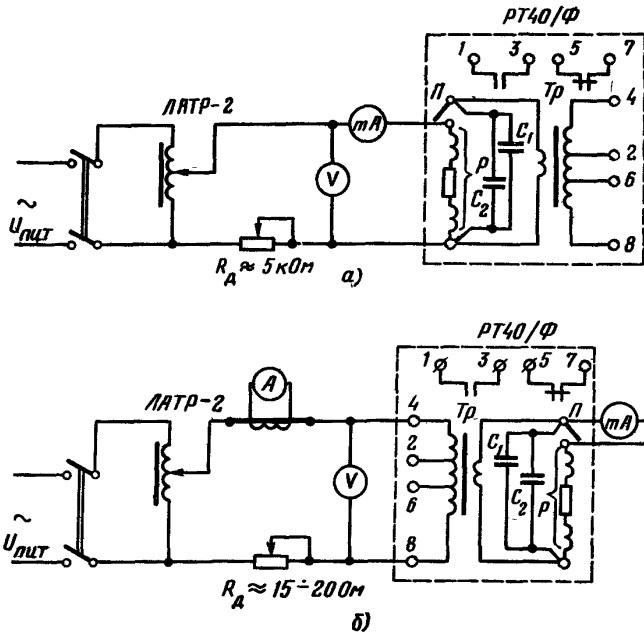 РТ40/Ф
1 3 5 7
ЛАТР-2
mA
П
Тр
4
C₁
V
P
2
6
C₂
~
Uпит
8
Rд ≈ 5 кОм
а)
РТ40/Ф
1 3 5 7
ЛАТР-2
A
4
Тр
П
mA
2
C₁
V
6
C₂
P
~
Uпит
8
Rд ≈ 15÷20 Ом
б)